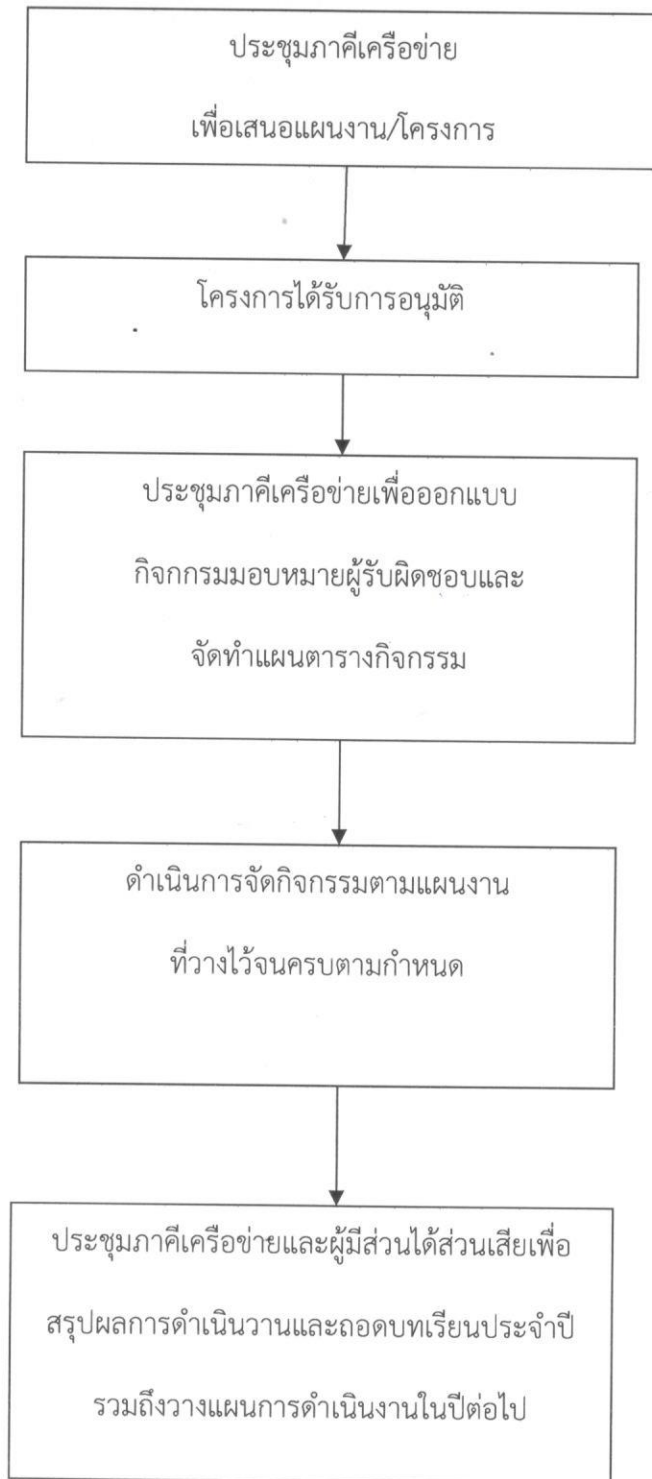 ประชุมภาคีเครือข่าย
เพื่อเสนอแผนงาน/โครงการ
โครงการได้รับการอนุมัติ
ประชุมภาคีเครือข่ายเพื่อออกแบบ
กิจกกรมมอบหมายผู้รับผิดชอบและ
จัดทำแผนตารางกิจกรรม
ดำเนินการจัดกิจกรรมตามแผนงาน
ที่วางไว้จนครบตามกำหนด
ประชุมภาคีเครือข่ายและผู้มีส่วนได้ส่วนเสียเพื่อ
สรุปผลการดำเนินวานและถอดบทเรียนประจำปี
รวมถึงวางแผนการดำเนินงานในปีต่อไป